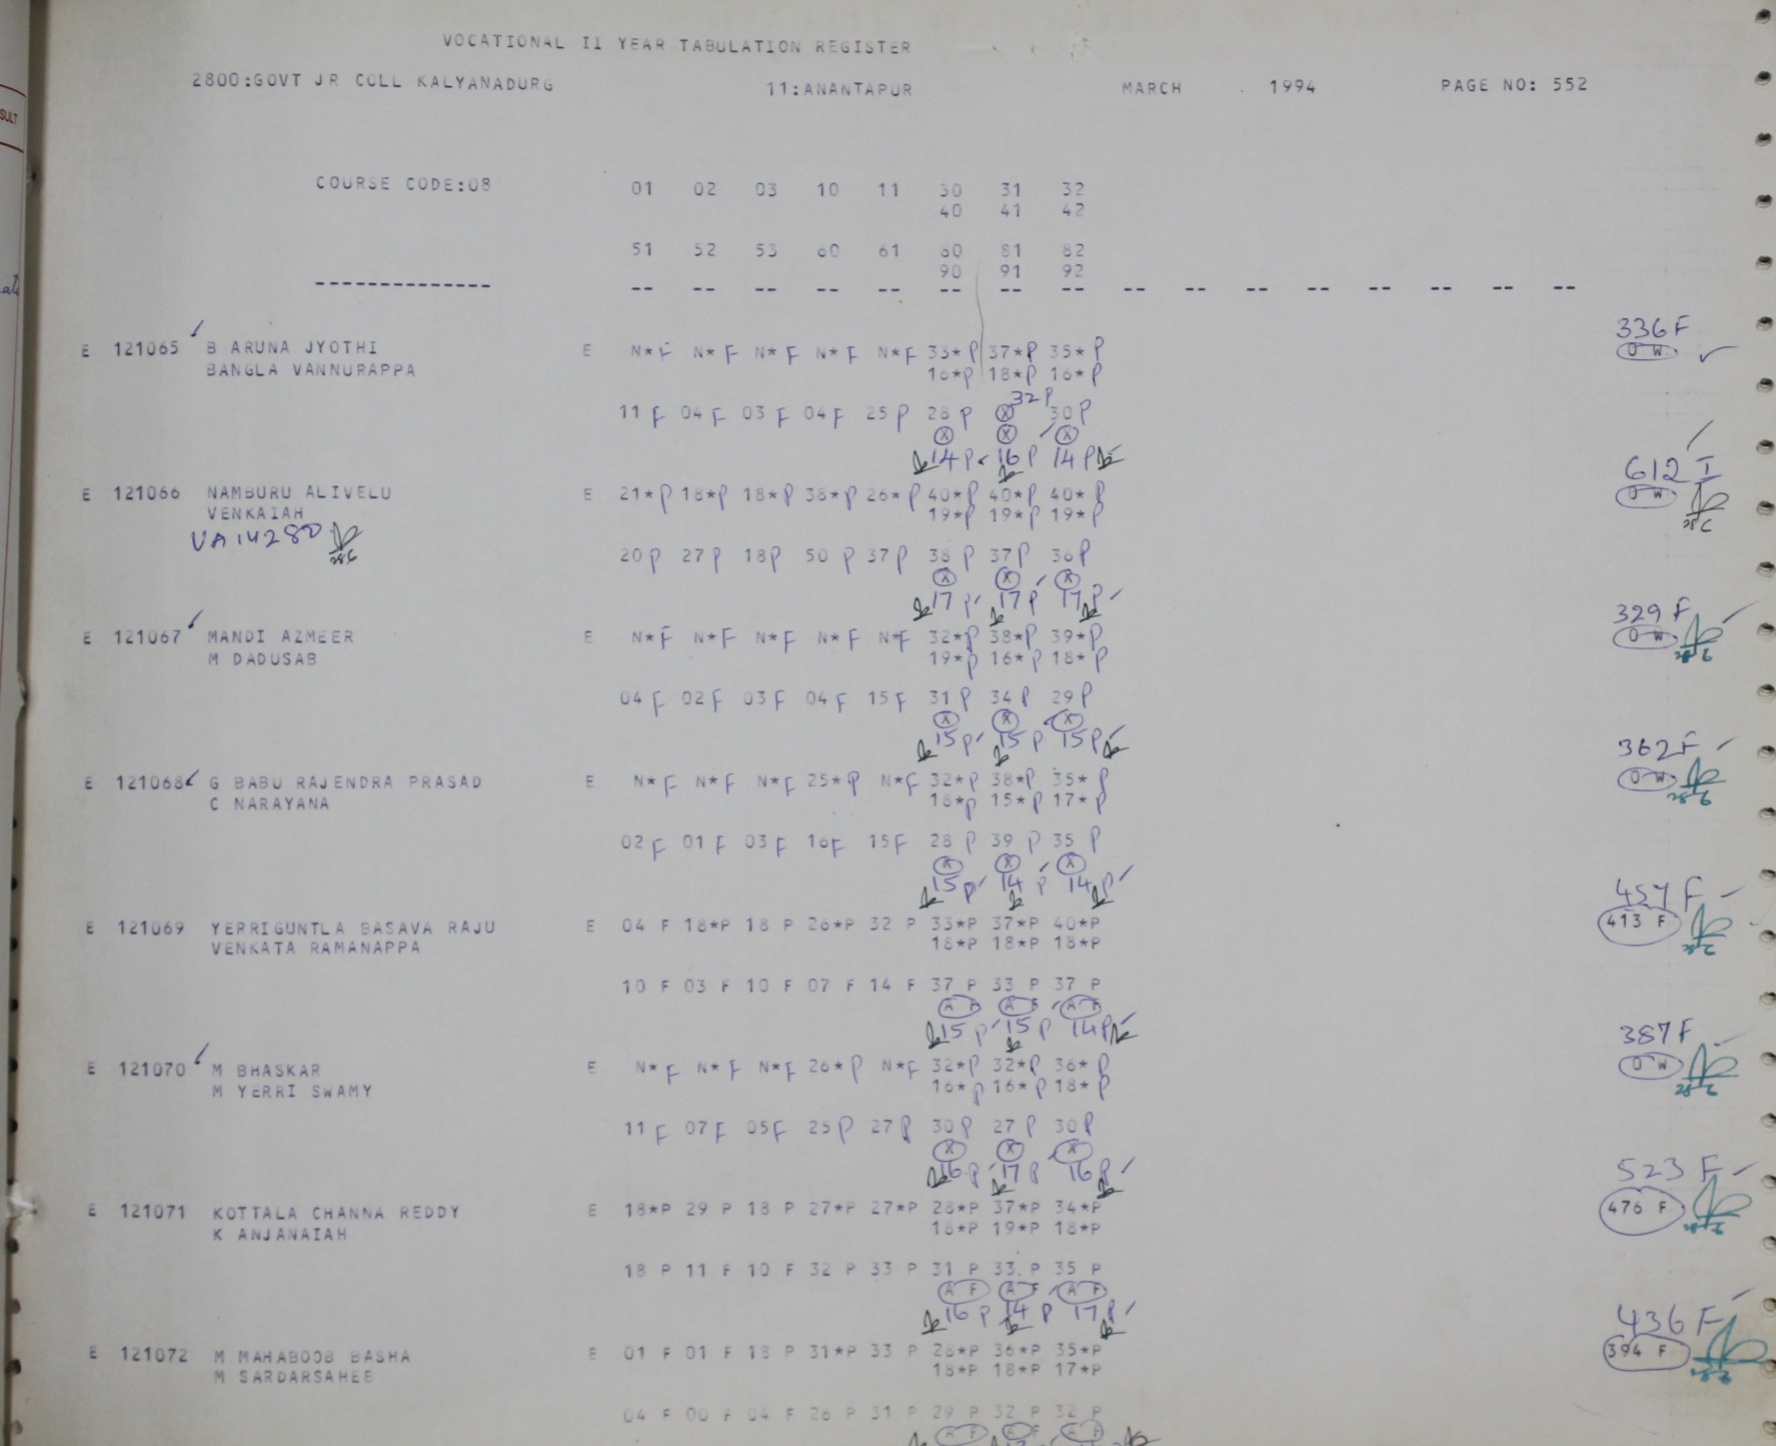 VOCATIONAL II YEAR TABULATION REGISTER
2800:GOVT JR COLL KALYANADURG 11:ANANTAPUR MARCH 1994 PAGE NO: 552
SULT
COURSE CODE:08 01 02 03 10 11 30 31 32
40 41 42
51 52 53 60 61 80 81 82
90 91 92
------------- -- -- -- -- -- -- -- -- -- -- -- -- -- -- -- --
336 F
E 121065 B ARUNA JYOTHI E N* F N* F N* F N* F N* F 33* P 37* P 35* P O W
BANGLA VANNURAPPA 16*P 18*P 16*P
32 P
11 F 04 F 03 F 04 F 25 P 28 P X 30 P
X X X
14 P 16 P 14 P
612 I
E 121066 NAMBURU ALIVELU E 21*P 18*P 18*P 38*P 26*P 40*P 40*P 40*P O W
VENKAIAH 19*P 19*P 19*P
VA14280
20 P 27 P 18 P 50 P 37 P 38 P 37 P 36 P
X X X
17 P 17 P 17 P
329 F
E 121067 MANDI AZMEER E N* F N* F N* F N* F N* F 32*P 38*P 39*P O W
M DADUSAB 19*P 16*P 18*P
04 F 02 F 03 F 04 F 15 F 31 P 34 P 29 P
X X X
15 P 15 P 15 P
362 F
E 121068 G BABU RAJENDRA PRASAD E N* F N* F N* F 25*P N* F 32*P 38*P 35*P O W
C NARAYANA 18*P 15*P 17*P
02 F 01 F 03 F 16 F 15 F 28 P 39 P 35 P
X X X
15 P 14 P 14 P
457 F
E 121069 YERRIGUNTLA BASAVA RAJU E 04 F 18*P 18 P 26*P 32 P 33*P 37*P 40*P 413 F
VENKATA RAMANAPPA 18*P 18*P 18*P
10 F 03 F 10 F 07 F 14 F 37 P 33 P 37 P
A F A F A F
15 P 15 P 14 P
387 F
E 121070 M BHASKAR E N* F N* F N* F 26*P N* F 32*P 32*P 36*P O W
M YERRI SWAMY 16*P 16*P 18*P
11 F 07 F 05 F 25 P 27 P 30 P 27 P 30 P
X X X
16 P 17 P 16 P
523 F
E 121071 KOTTALA CHANNA REDDY E 18*P 29 P 18 P 27*P 27*P 28*P 37*P 34*P 476 F
K ANJANAIAH 18*P 19*P 18*P
18 P 11 F 10 F 32 P 33 P 31 P 33 P 35 P
A F A F A F
16 P 14 P 17 P
436 F
E 121072 M MAHABOOB BASHA E 01 F 01 F 18 P 31*P 33 P 28*P 36*P 35*P 394 F
M SARDARSAHEB 18*P 18*P 17*P
04 F 00 F 04 F 26 P 31 P 29 P 32 P 32 P
A F A F A F